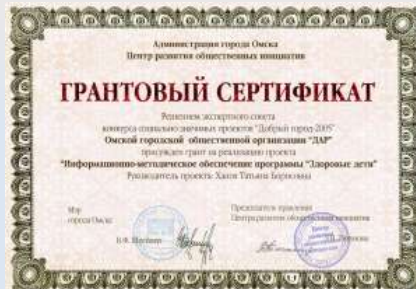 Администрация города Омска
Центр развития общественных инициатив
ГРАНТОВЫЙ СЕРТИФИКАТ
Решением экспертного совета
конкурса социально значимых проектов "Добрый город-2005"
Омской городской общественной организации "ДАР"
присужден грант на реализацию проекта
"Информационно-методическое обеспечение программы "Здоровые дети"
Руководитель проекта: Татьяна Борисовна
Мэр
города Омска:
В.Ф.
Председатель правления
Центра развития общественных инициатив